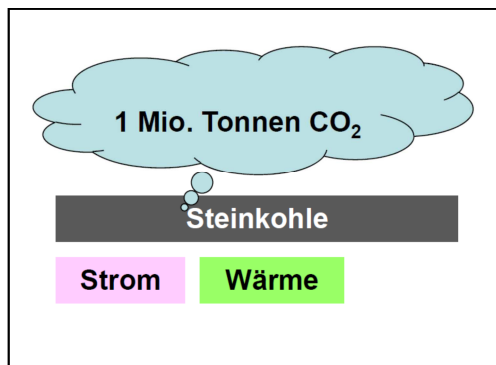 1 Mio. Tonnen CO₂
Steinkohle
Strom Wärme